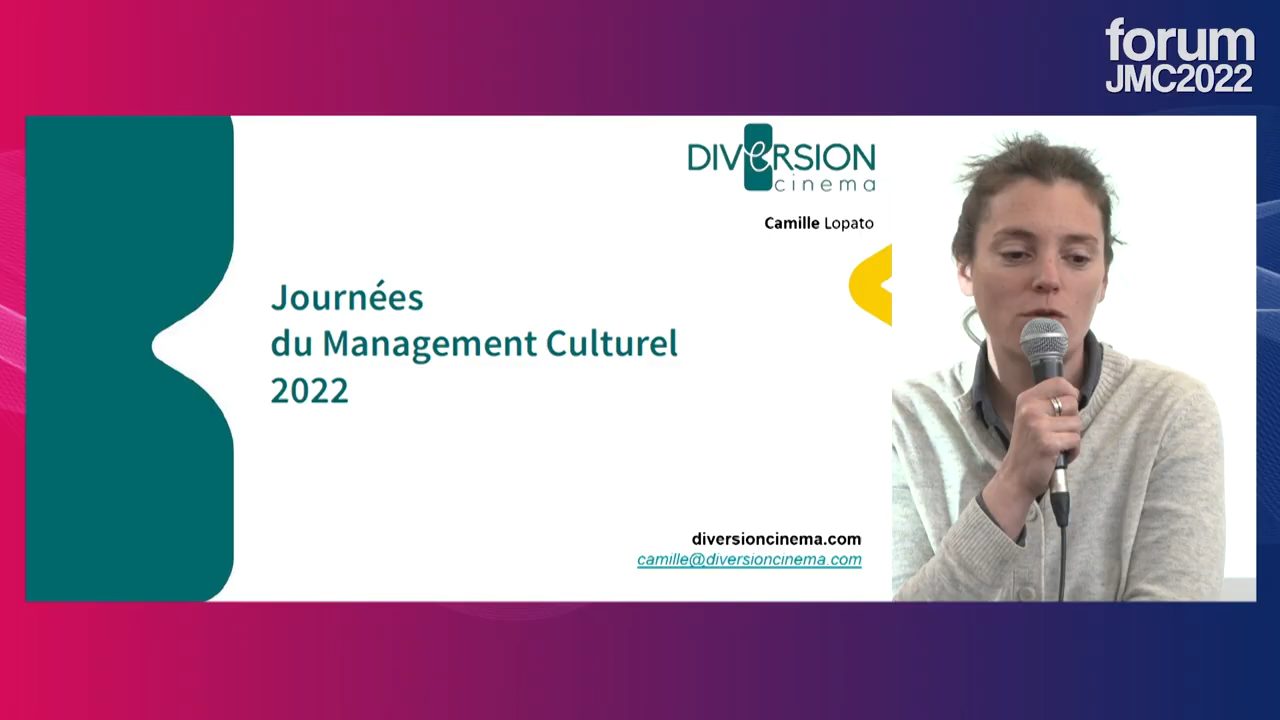 forum
JMC2022
DIVeRSION
cinema
Camille Lopato
Journées
du Management Culturel
2022
diversioncinema.com
camille@diversioncinema.com